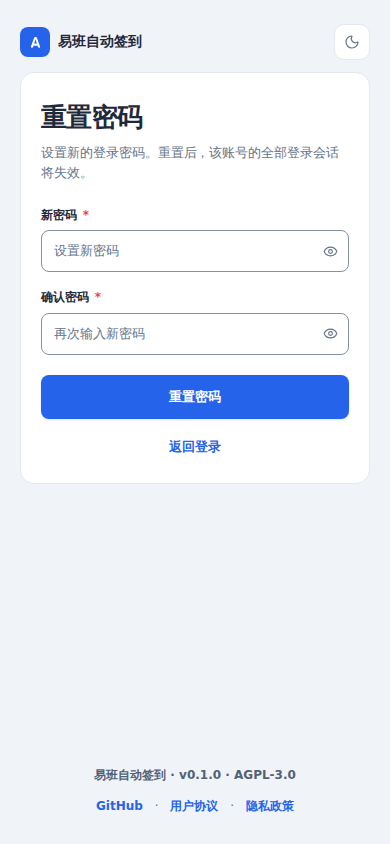 A 易班自动签到
重置密码
设置新的登录密码。重置后，该账号的全部登录会话
将失效。
新密码 *
设置新密码
确认密码 *
再次输入新密码
重置密码
返回登录
易班自动签到 · v0.1.0 · AGPL-3.0
GitHub · 用户协议 · 隐私政策